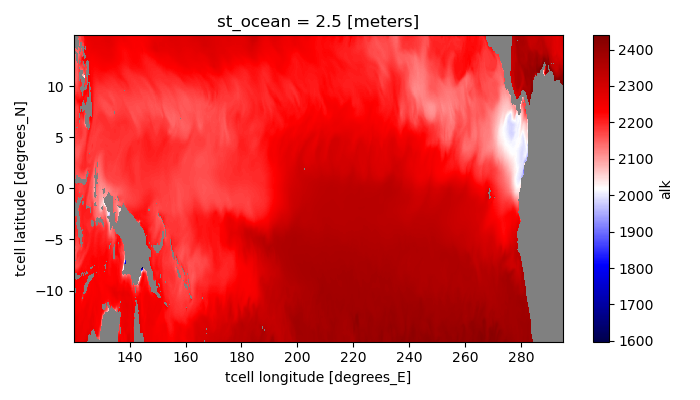 st_ocean = 2.5 [meters]
10
5
0
−5
−10
tcell latitude [degrees_N]
140 160 180 200 220 240 260 280
tcell longitude [degrees_E]
2400
2300
2200
2100
2000
1900
1800
1700
1600
alk